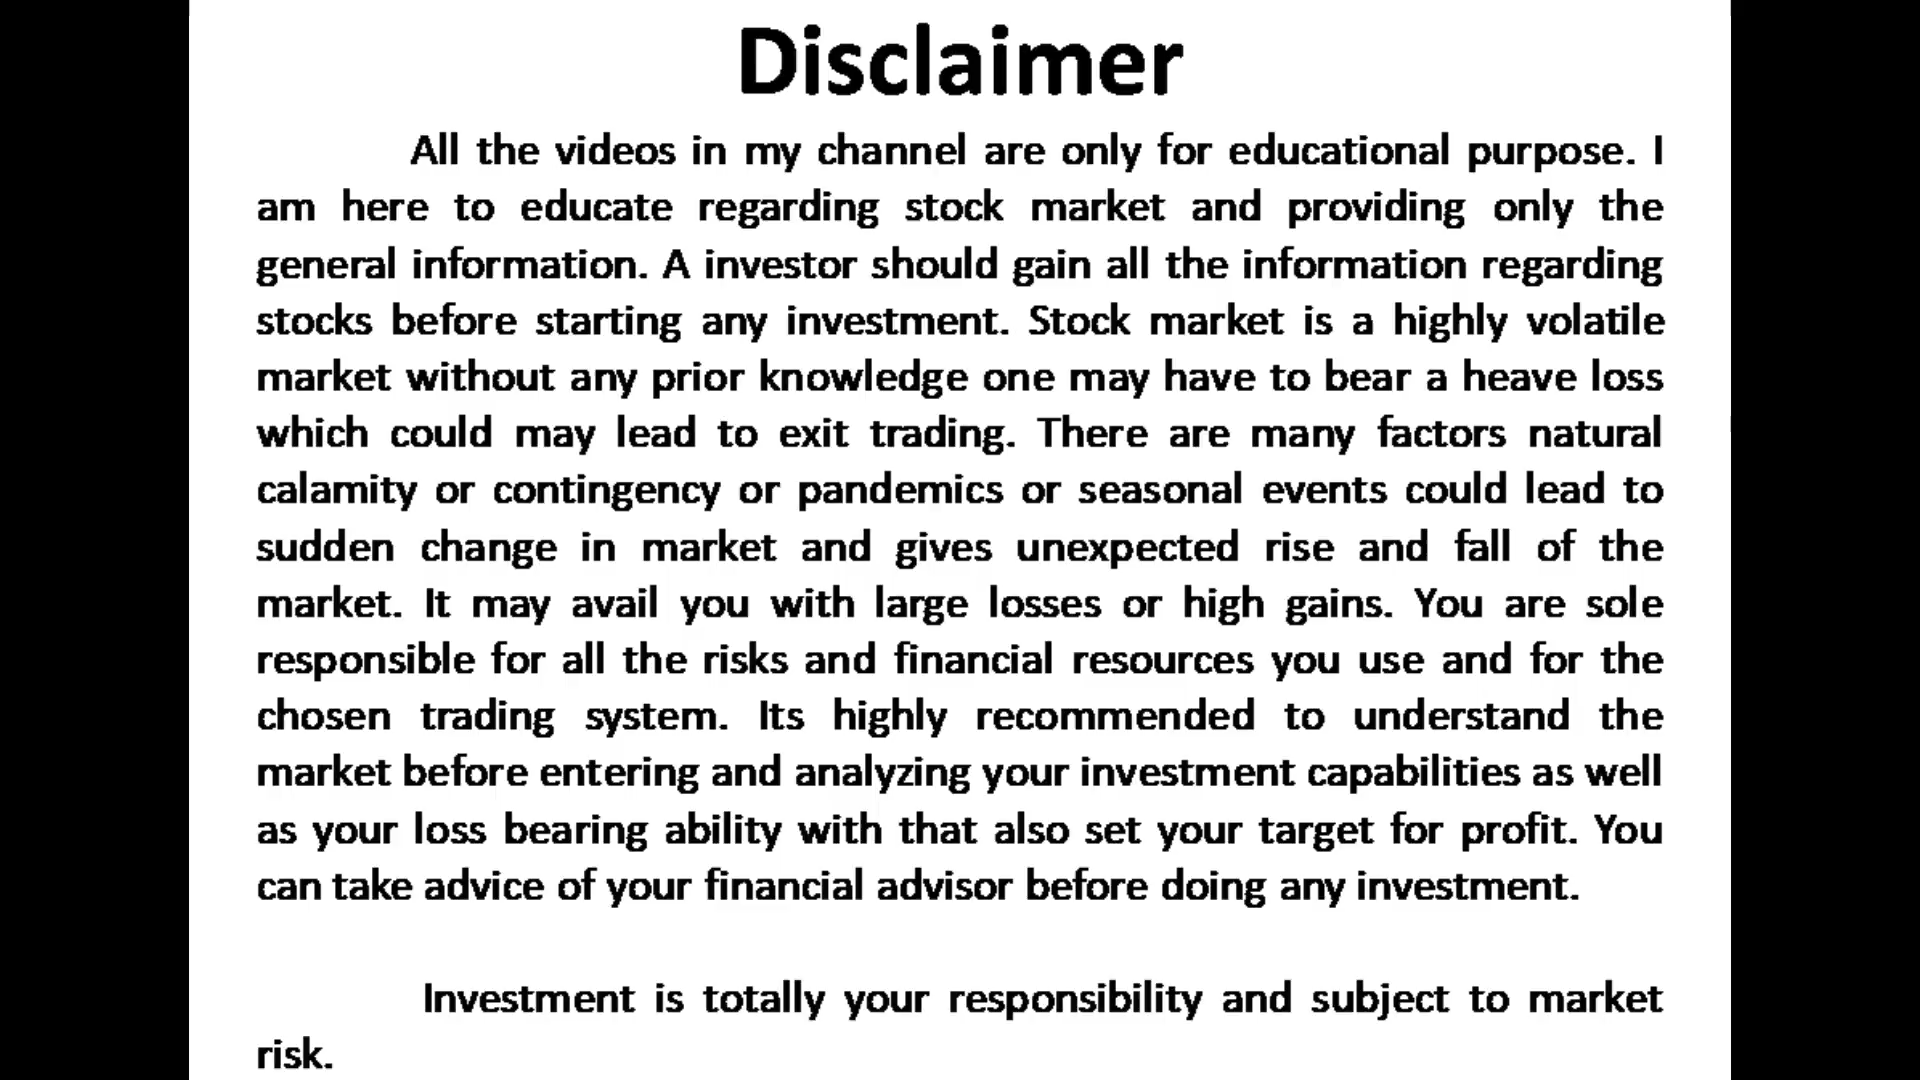 Disclaimer
All the videos in my channel are only for educational purpose. I
am here to educate regarding stock market and providing only the
general information. A investor should gain all the information regarding
stocks before starting any investment. Stock market is a highly volatile
market without any prior knowledge one may have to bear a heave loss
which could may lead to exit trading. There are many factors natural
calamity or contingency or pandemics or seasonal events could lead to
sudden change in market and gives unexpected rise and fall of the
market. It may avail you with large losses or high gains. You are sole
responsible for all the risks and financial resources you use and for the
chosen trading system. Its highly recommended to understand the
market before entering and analyzing your investment capabilities as well
as your loss bearing ability with that also set your target for profit. You
can take advice of your financial advisor before doing any investment.
Investment is totally your responsibility and subject to market
risk.